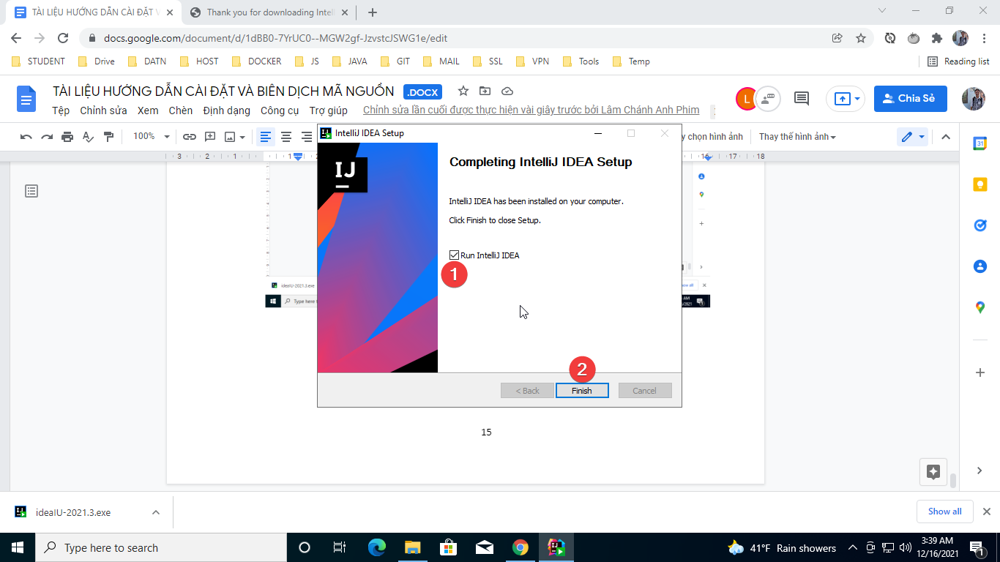 TÀI LIỆU HƯỚNG DẪN CÀI ĐẶT V
Thank you for downloading Intell
docs.google.com/document/d/1dBB0-7YrUC0--MGW2gf-JzvstcJSWG1e/edit
STUDENT Drive DATN HOST DOCKER JS JAVA GIT MAIL SSL VPN Tools Temp Reading list
TÀI LIỆU HƯỚNG DẪN CÀI ĐẶT VÀ BIÊN DỊCH MÃ NGUỒN .DOCX
Tệp Chỉnh sửa Xem Chèn Định dạng Công cụ Trợ giúp Chỉnh sửa lần cuối được thực hiện vài giây trước bởi Lâm Chánh Anh Phim
L
Chia Sẻ
100% y chọn hình ảnh Thay thế hình ảnh
3 2 1 1 2 16 17 18
IntelliJ IDEA Setup
IJ
Completing IntelliJ IDEA Setup
IntelliJ IDEA has been installed on your computer.
Click Finish to close Setup.
Run IntelliJ IDEA
1
2
< Back Finish Cancel
ideaIU-2021.3.exe
Type here t
15
31
ideaIU-2021.3.exe
Show all
Type here to search
41°F Rain showers
3:39 AM
12/16/2021
1